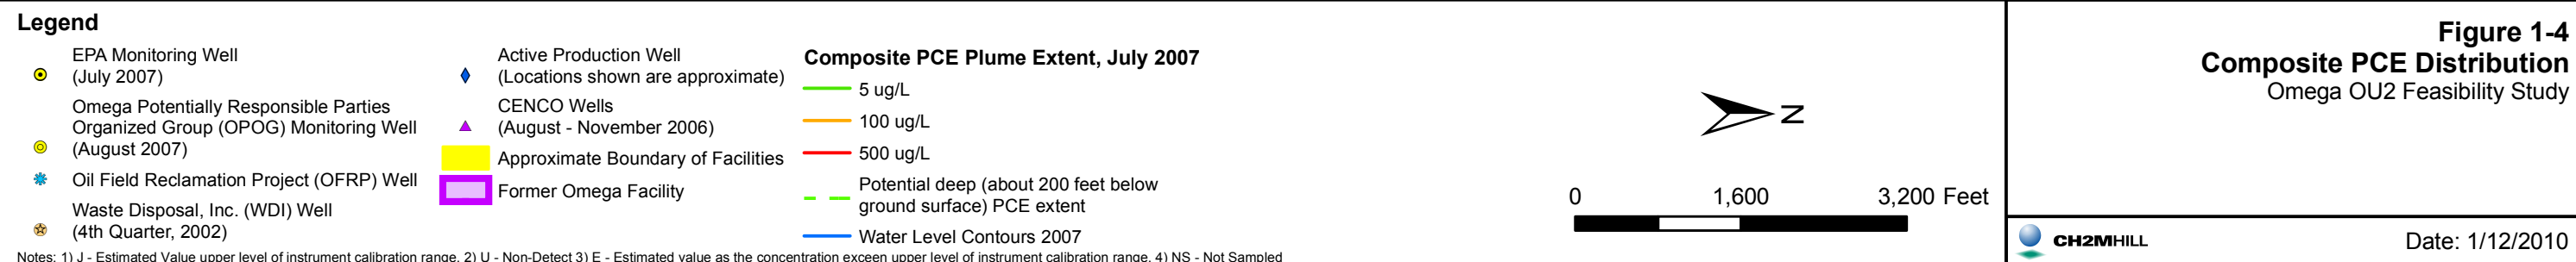 Legend
EPA Monitoring Well
(July 2007)
Omega Potentially Responsible Parties
Organized Group (OPOG) Monitoring Well
(August 2007)
Oil Field Reclamation Project (OFRP) Well
Waste Disposal, Inc. (WDI) Well
(4th Quarter, 2002)
Active Production Well
(Locations shown are approximate)
CENCO Wells
(August - November 2006)
Approximate Boundary of Facilities
Former Omega Facility
Composite PCE Plume Extent, July 2007
5 ug/L
100 ug/L
500 ug/L
Potential deep (about 200 feet below
ground surface) PCE extent
Water Level Contours 2007
Notes: 1) J - Estimated Value upper level of instrument calibration range. 2) U - Non-Detect 3) E - Estimated value as the concentration exceen upper level of instrument calibration range. 4) NS - Not Sampled
N
0 1,600 3,200 Feet
Figure 1-4
Composite PCE Distribution
Omega OU2 Feasibility Study
CH2MHILL
Date: 1/12/2010